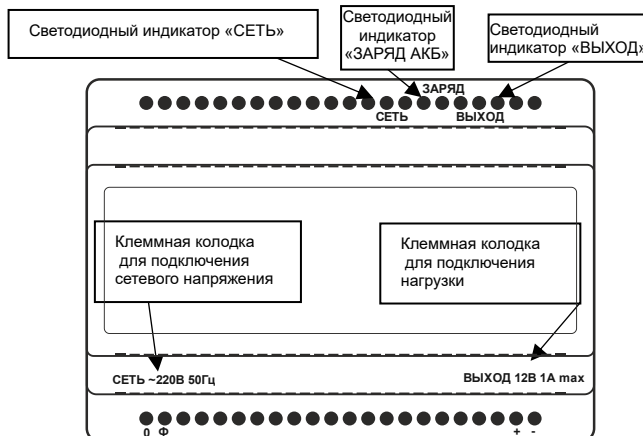 Светодиодный индикатор «СЕТЬ»
Светодиодный
индикатор
«ЗАРЯД АКБ»
Светодиодный
индикатор «ВЫХОД»
ЗАРЯД
СЕТЬ
ВЫХОД
Клеммная колодка
для подключения
сетевого напряжения
Клеммная колодка
для подключения
нагрузки
СЕТЬ ~220В 50Гц
ВЫХОД 12В 1А max
0 Ф
+ -